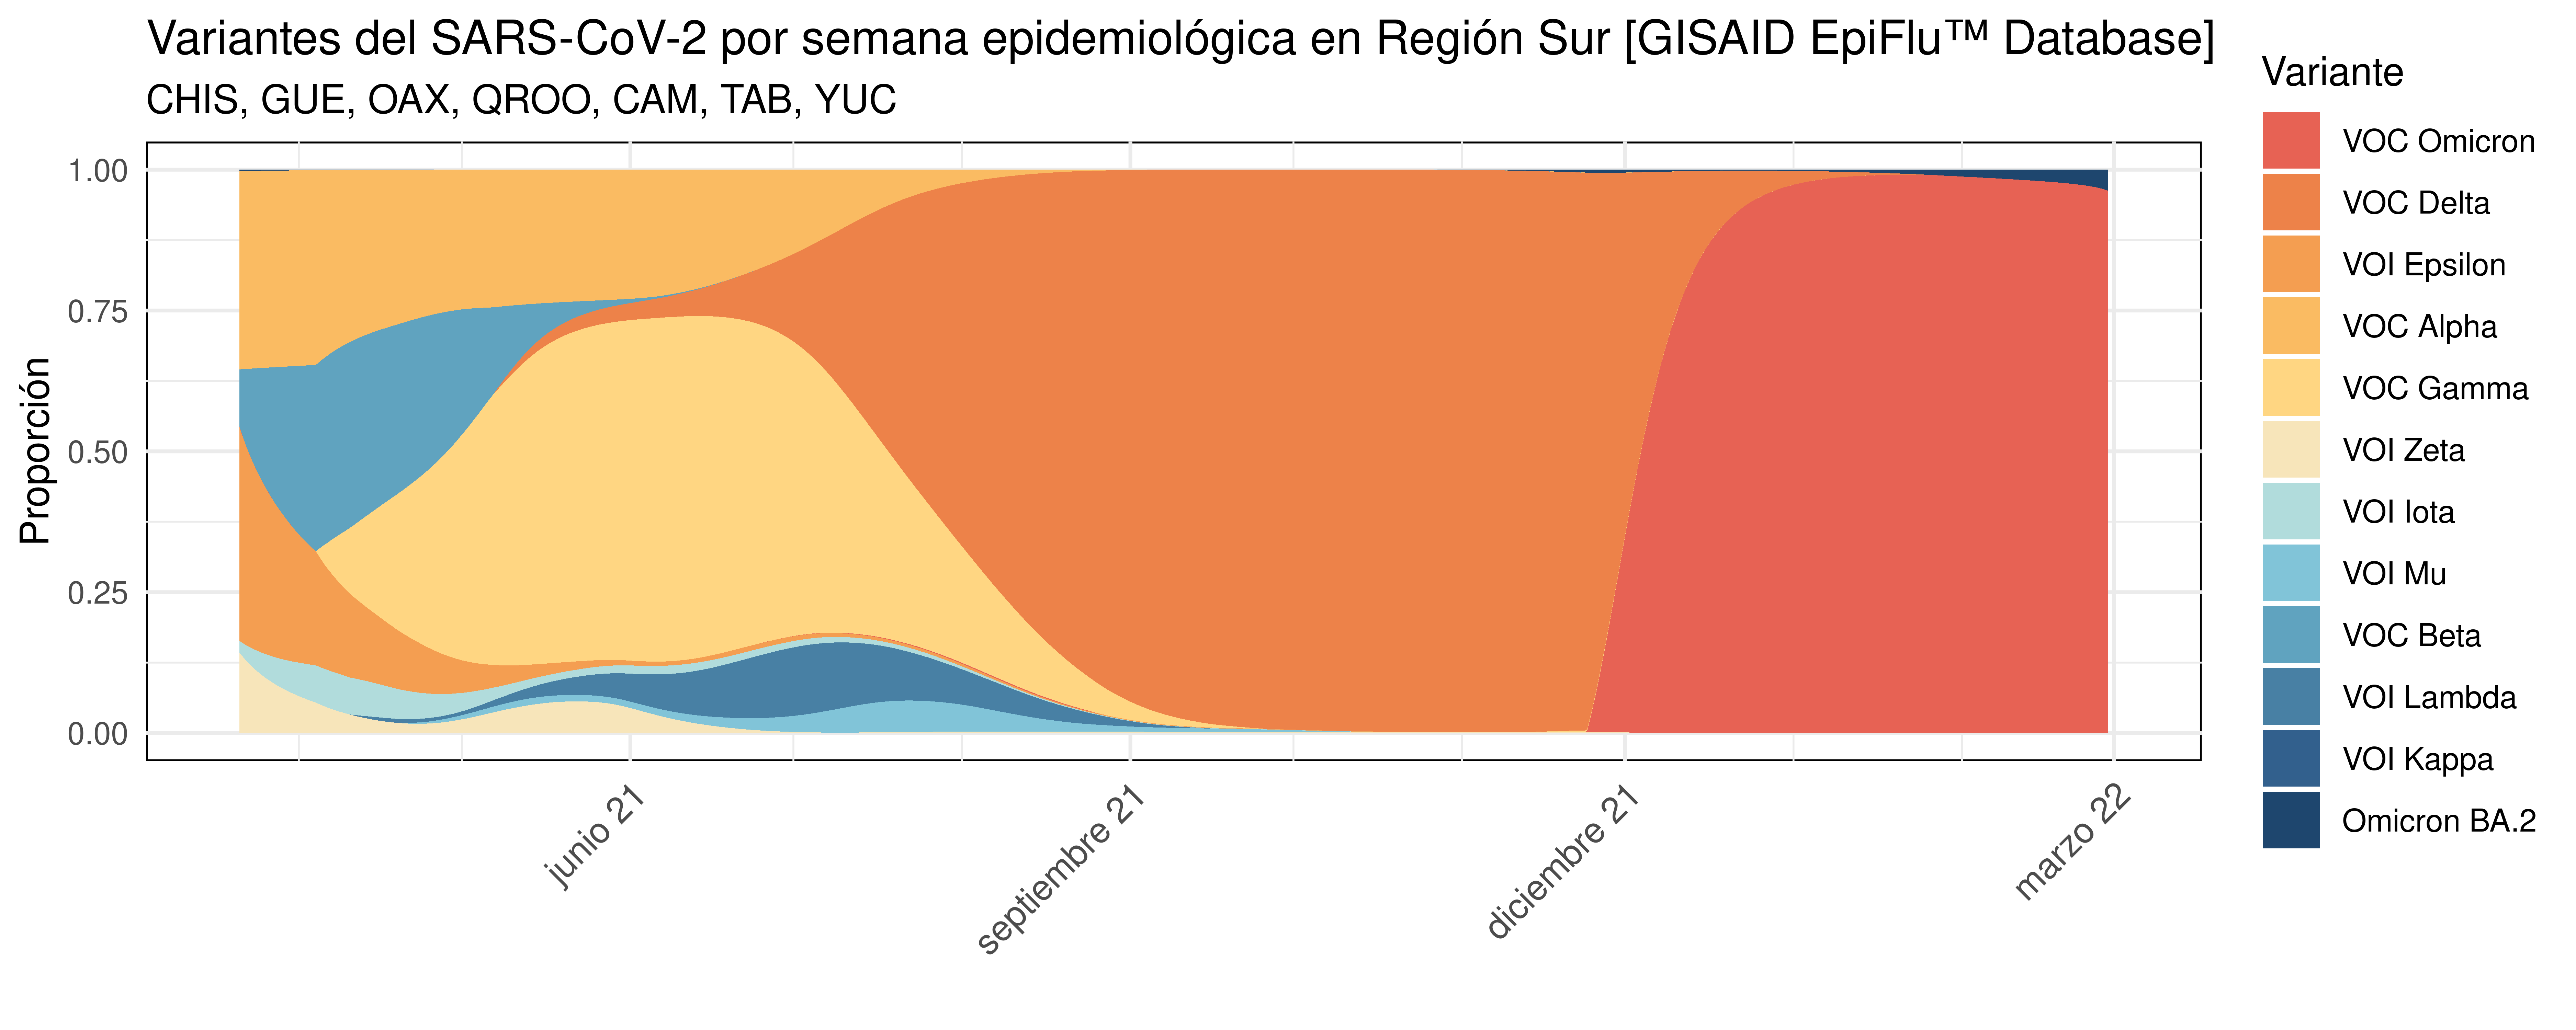 Variantes del SARS-CoV-2 por semana epidemiológica en Región Sur [GISAID EpiFlu™ Database]
CHIS, GUE, OAX, QROO, CAM, TAB, YUC
Proporción
1.00
0.75
0.50
0.25
0.00
junio 21
septiembre 21
diciembre 21
marzo 22
Variante
VOC Omicron
VOC Delta
VOI Epsilon
VOC Alpha
VOC Gamma
VOI Zeta
VOI Iota
VOI Mu
VOC Beta
VOI Lambda
VOI Kappa
Omicron BA.2